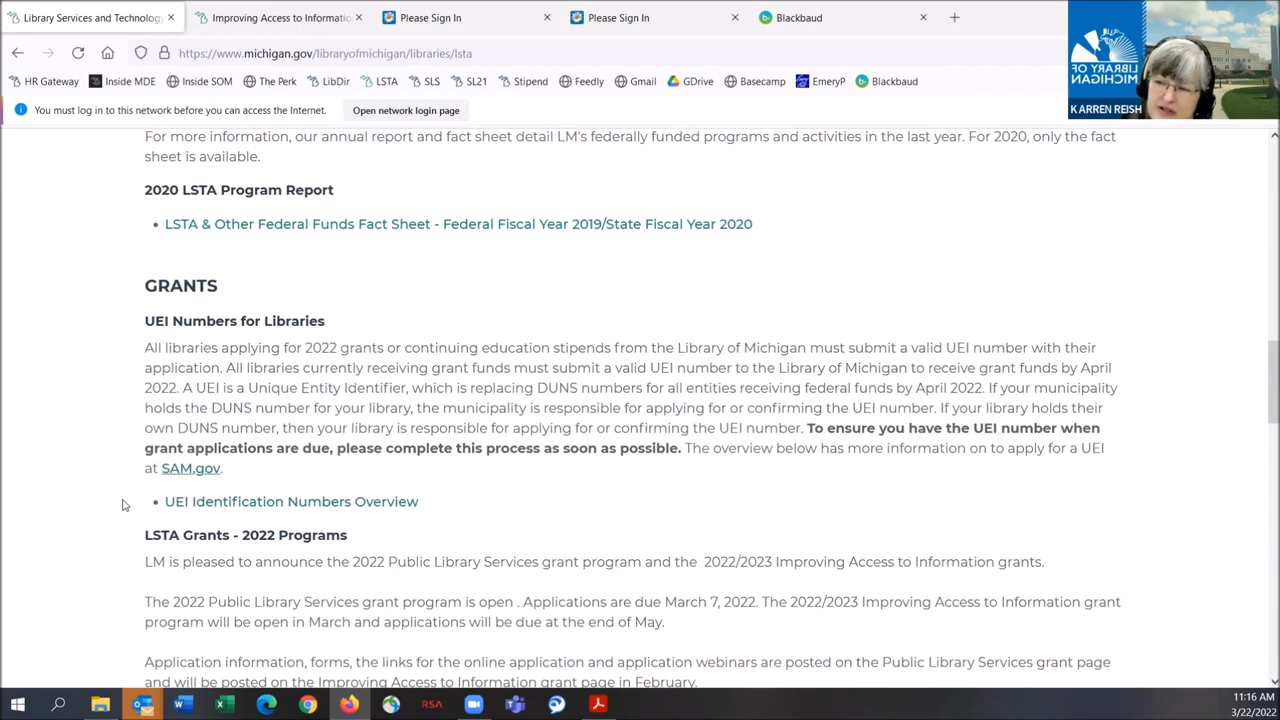 Library Services and Technology
Improving Access to Informatio
Please Sign In
Please Sign In
Blackbaud
https://www.michigan.gov/libraryofmichigan/libraries/lsta
HR Gateway
Inside MDE
Inside SOM
The Perk
LibDir
LSTA
SLS
SL21
Stipend
Feedly
Gmail
GDrive
Basecamp
EmeryP
Blackbaud
You must log in to this network before you can access the Internet.
Open network login page
LIBRARY OF MICHIGAN
KARREN REISH
For more information, our annual report and fact sheet detail LM's federally funded programs and activities in the last year. For 2020, only the fact
sheet is available.
2020 LSTA Program Report
• LSTA & Other Federal Funds Fact Sheet - Federal Fiscal Year 2019/State Fiscal Year 2020
GRANTS
UEI Numbers for Libraries
All libraries applying for 2022 grants or continuing education stipends from the Library of Michigan must submit a valid UEI number with their
application. All libraries currently receiving grant funds must submit a valid UEI number to the Library of Michigan to receive grant funds by April
2022. A UEI is a Unique Entity Identifier, which is replacing DUNS numbers for all entities receiving federal funds by April 2022. If your municipality
holds the DUNS number for your library, the municipality is responsible for applying for or confirming the UEI number. If your library holds their
own DUNS number, then your library is responsible for applying for or confirming the UEI number. To ensure you have the UEI number when
grant applications are due, please complete this process as soon as possible. The overview below has more information on to apply for a UEI
at SAM.gov.
• UEI Identification Numbers Overview
LSTA Grants - 2022 Programs
LM is pleased to announce the 2022 Public Library Services grant program and the 2022/2023 Improving Access to Information grants.
The 2022 Public Library Services grant program is open . Applications are due March 7, 2022. The 2022/2023 Improving Access to Information grant
program will be open in March and applications will be due at the end of May.
Application information, forms, the links for the online application and application webinars are posted on the Public Library Services grant page
and will be posted on the Improving Access to Information grant page in February.
RSA
11:16 AM
3/22/2022